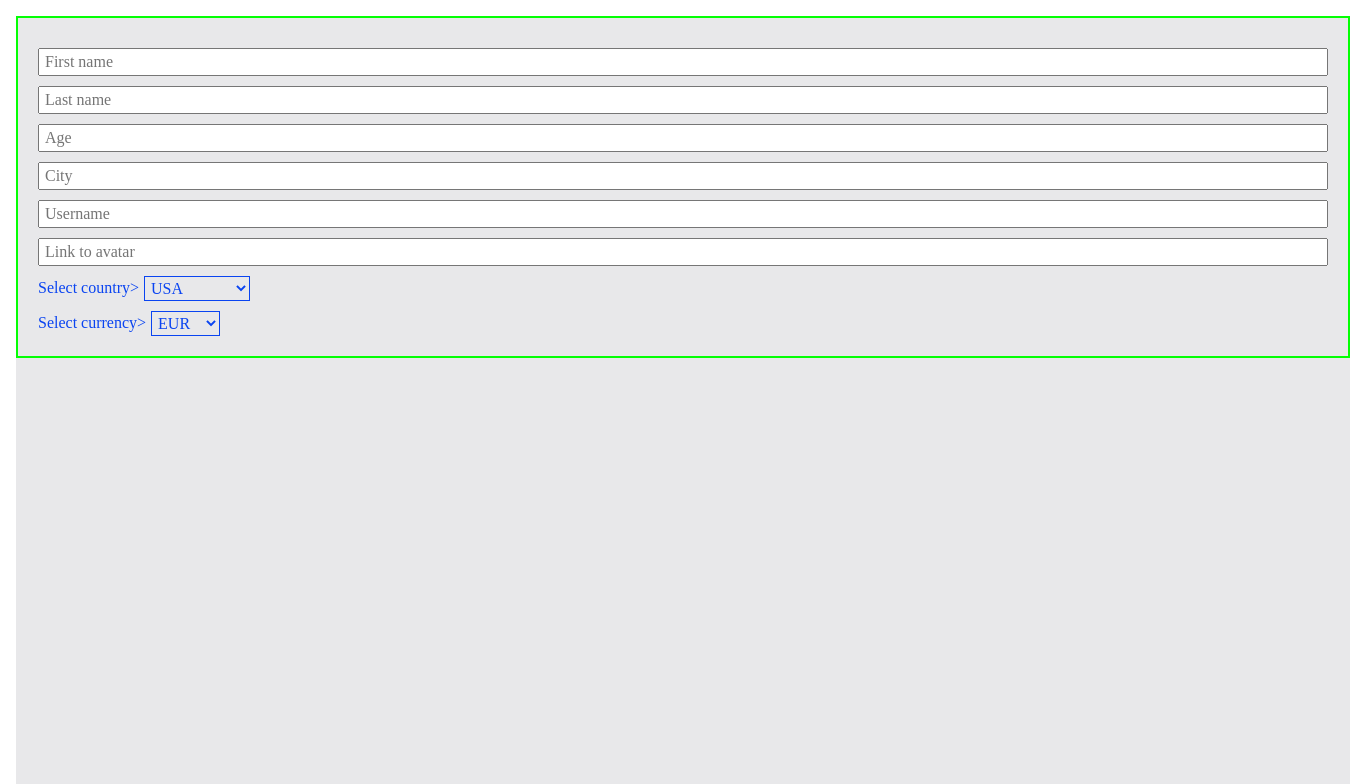 First name
Last name
Age
City
Username
Link to avatar
Select country> USA
Select currency> EUR